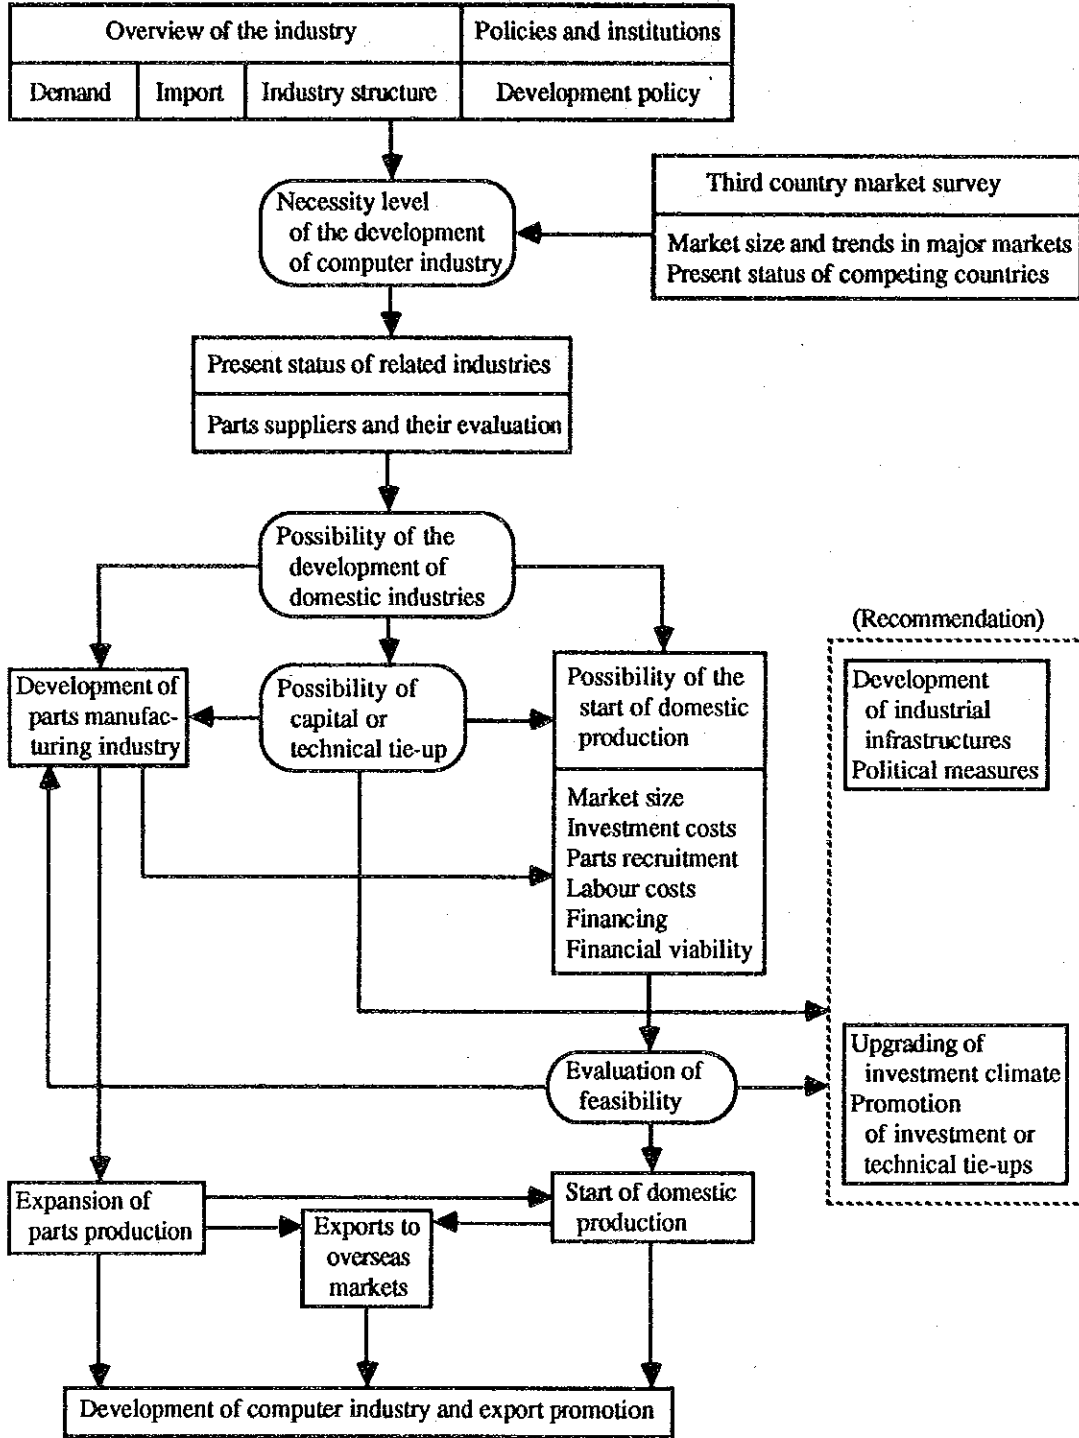 Overview of the industry
Policies and institutions
Demand
Import
Industry structure
Development policy
Third country market survey
Market size and trends in major markets
Present status of competing countries
Necessity level
of the development
of computer industry
Present status of related industries
Parts suppliers and their evaluation
Possibility of the
development of
domestic industries
(Recommendation)
Development of
parts manufac-
turing industry
Possibility of
capital or
technical tie-up
Possibility of the
start of domestic
production
Market size
Investment costs
Parts recruitment
Labour costs
Financing
Financial viability
Development
of industrial
infrastructures
Political measures
Evaluation of
feasibility
Upgrading of
investment climate
Promotion
of investment or
technical tie-ups
Expansion of
parts production
Exports to
overseas
markets
Start of domestic
production
Development of computer industry and export promotion